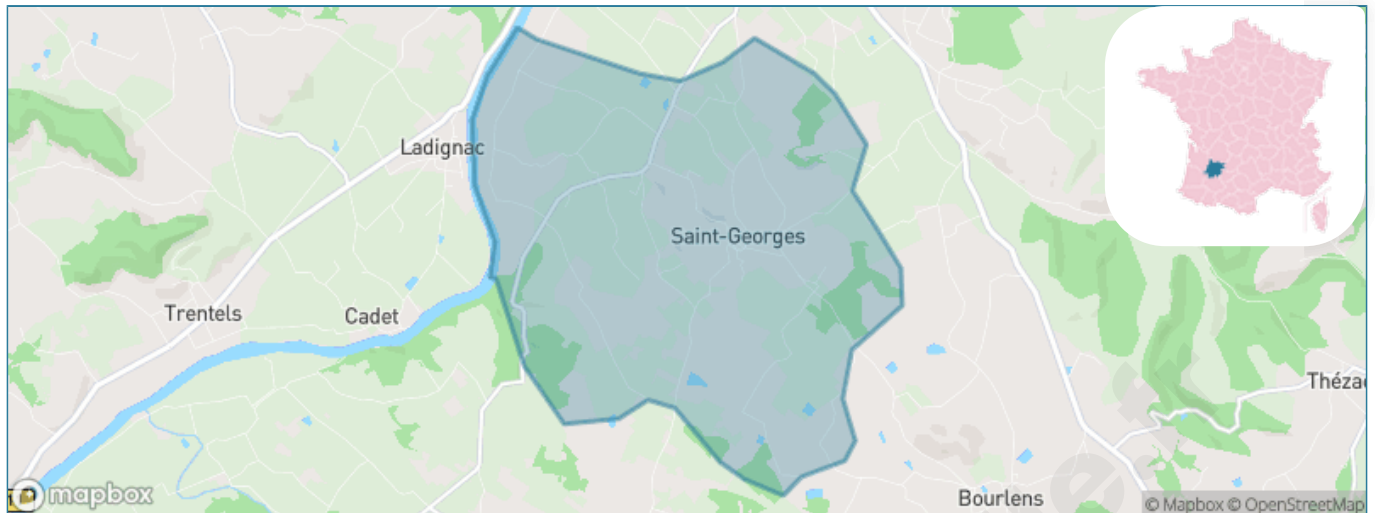 Ladignac
Saint-Georges
Trentels
Cadet
Théza
Bourlens
mapbox
© Mapbox © OpenStreetMap